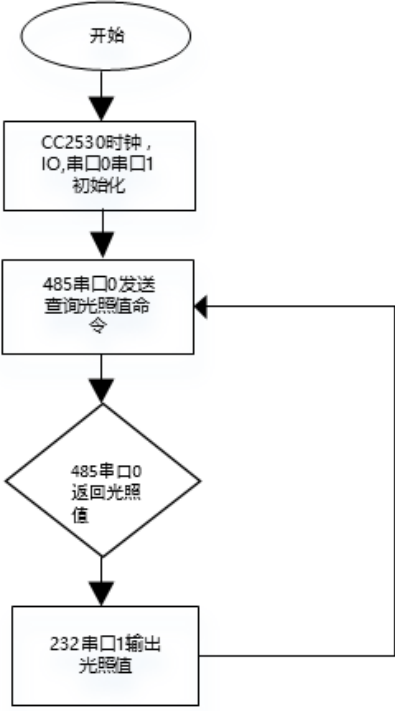 开始
CC2530时钟，
IO,串口0串口1
初始化
485串口0发送
查询光照值命
令
485串口0
返回光照
值
232串口1输出
光照值